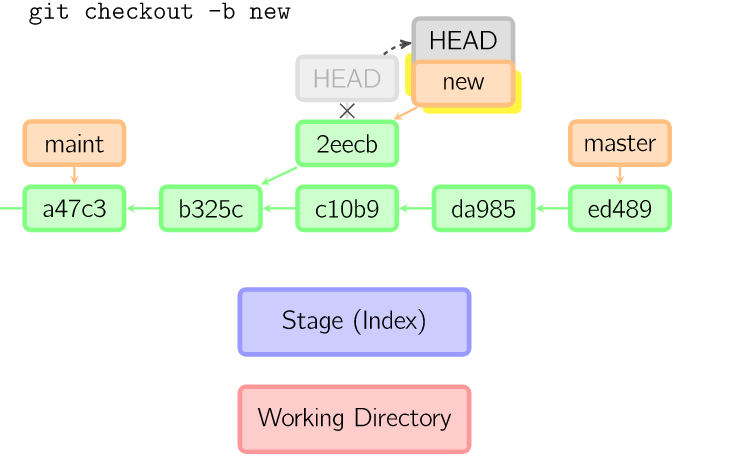 git checkout -b new
HEAD
HEAD
new
2eecb
maint
master
a47c3
b325c
c10b9
da985
ed489
Stage (Index)
Working Directory